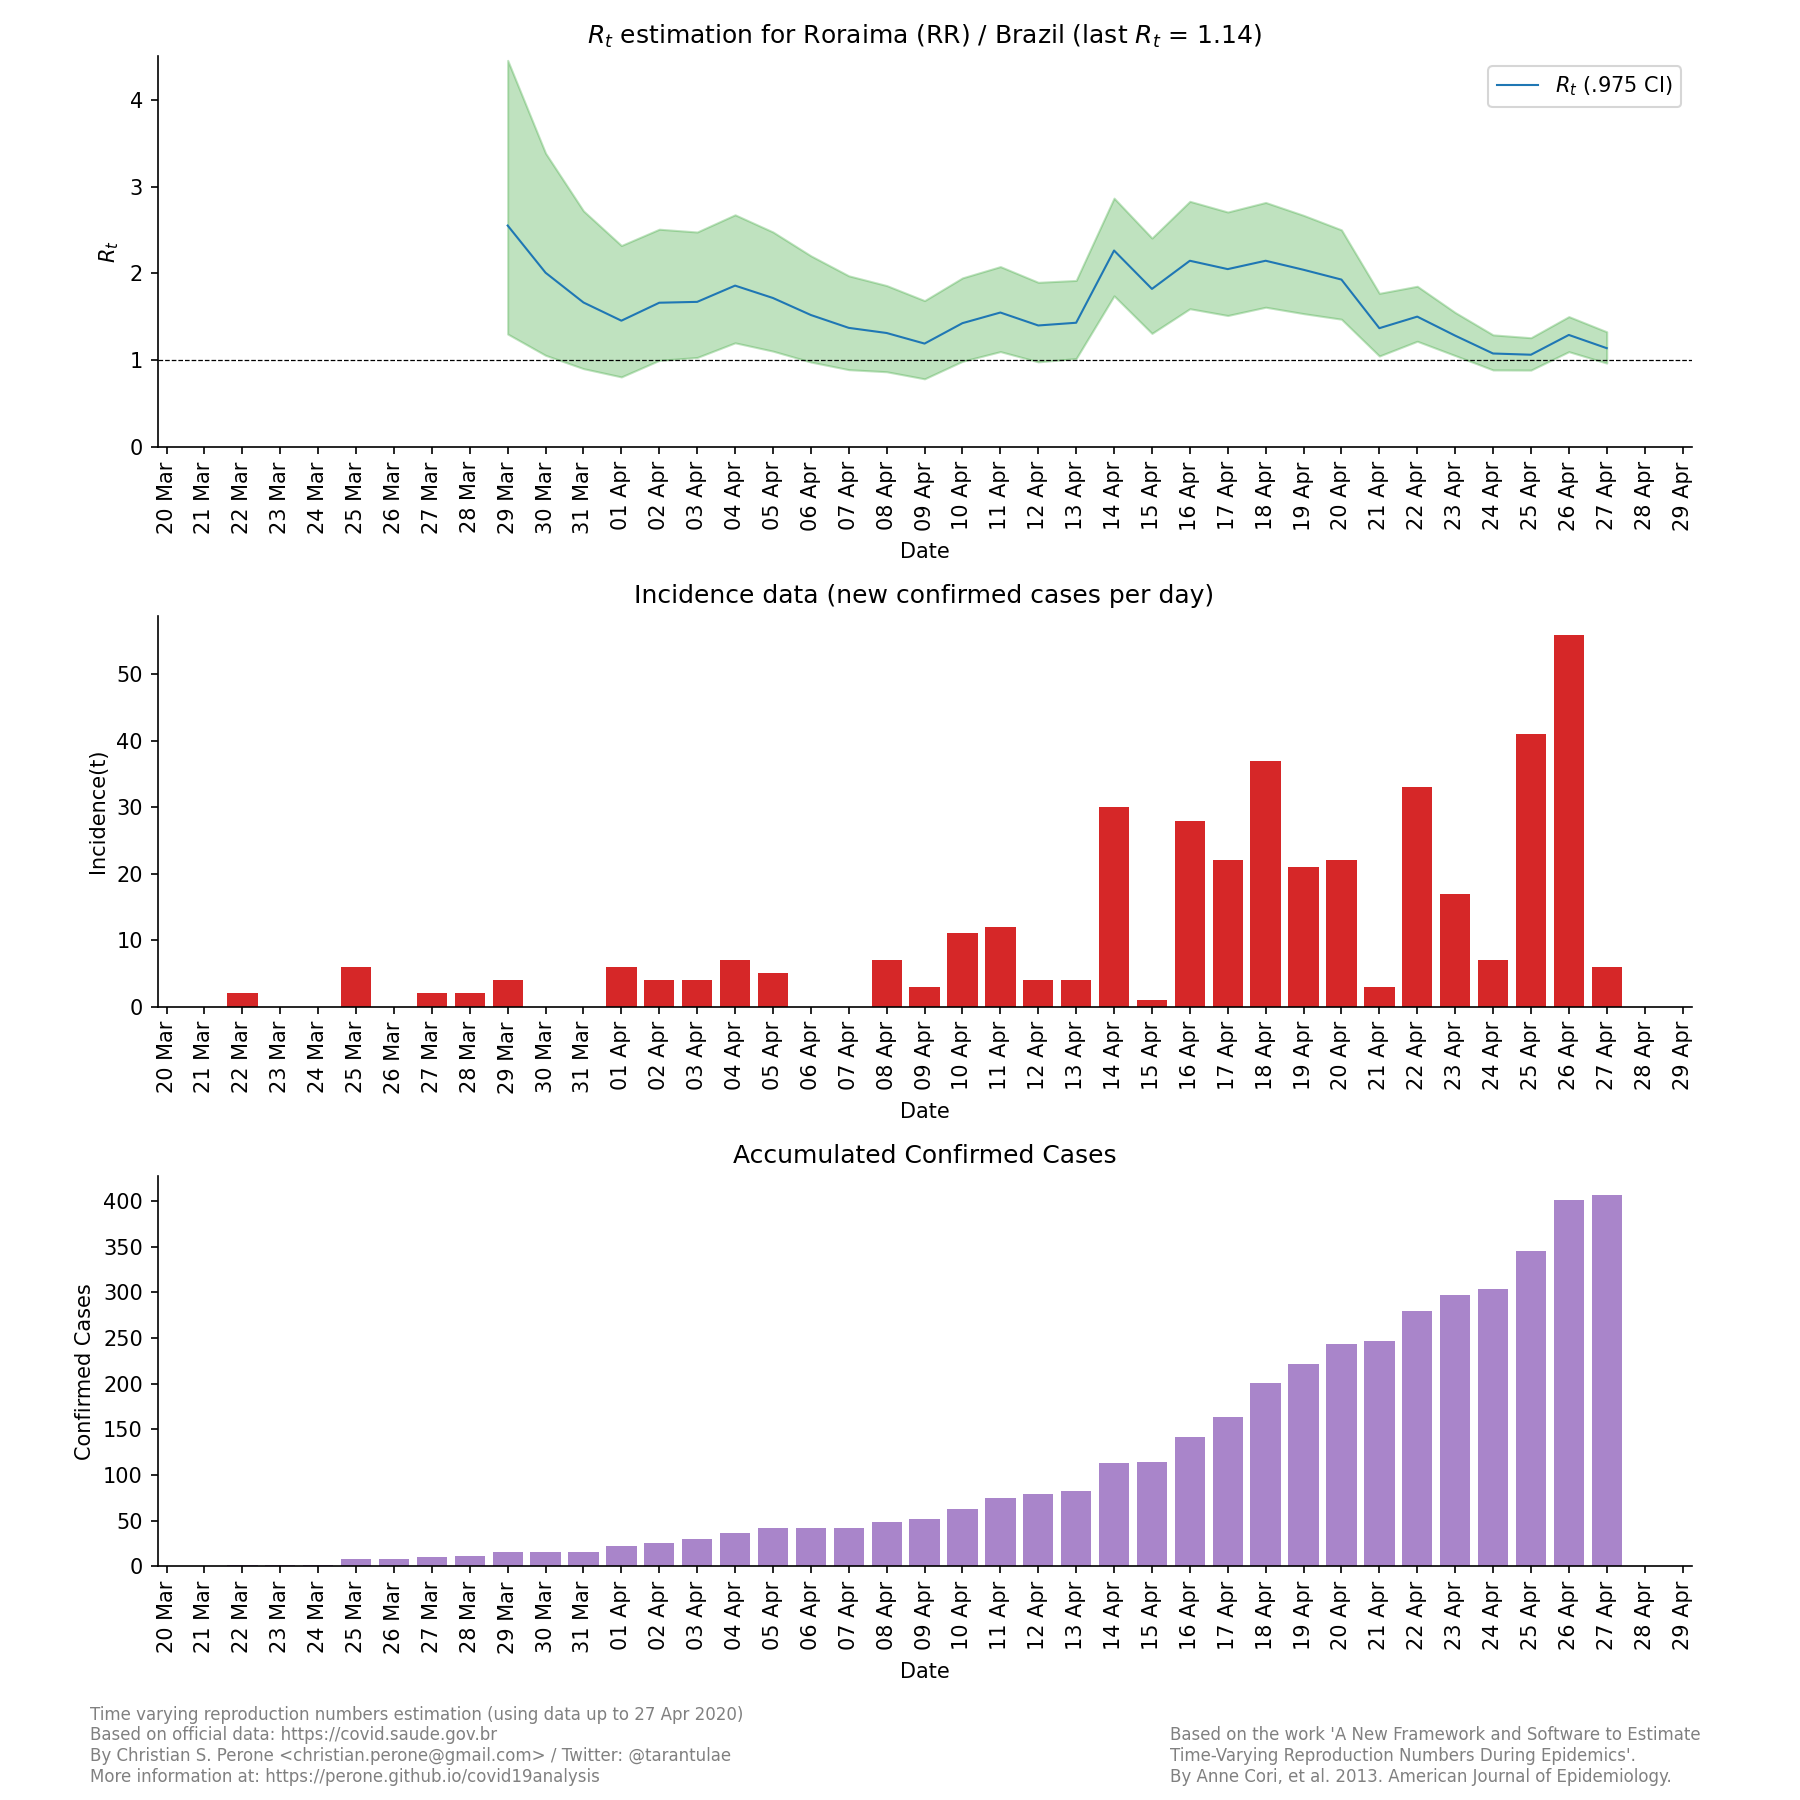 Rt estimation for Roraima (RR) / Brazil (last Rt = 1.14)
Rt (.975 CI)
Rt
4
3
2
1
0
20 Mar 21 Mar 22 Mar 23 Mar 24 Mar 25 Mar 26 Mar 27 Mar 28 Mar 29 Mar 30 Mar 31 Mar 01 Apr 02 Apr 03 Apr 04 Apr 05 Apr 06 Apr 07 Apr 08 Apr 09 Apr 10 Apr 11 Apr 12 Apr 13 Apr 14 Apr 15 Apr 16 Apr 17 Apr 18 Apr 19 Apr 20 Apr 21 Apr 22 Apr 23 Apr 24 Apr 25 Apr 26 Apr 27 Apr 28 Apr 29 Apr
Date
Incidence data (new confirmed cases per day)
Incidence(t)
50
40
30
20
10
0
20 Mar 21 Mar 22 Mar 23 Mar 24 Mar 25 Mar 26 Mar 27 Mar 28 Mar 29 Mar 30 Mar 31 Mar 01 Apr 02 Apr 03 Apr 04 Apr 05 Apr 06 Apr 07 Apr 08 Apr 09 Apr 10 Apr 11 Apr 12 Apr 13 Apr 14 Apr 15 Apr 16 Apr 17 Apr 18 Apr 19 Apr 20 Apr 21 Apr 22 Apr 23 Apr 24 Apr 25 Apr 26 Apr 27 Apr 28 Apr 29 Apr
Date
Accumulated Confirmed Cases
Confirmed Cases
400
350
300
250
200
150
100
50
0
20 Mar 21 Mar 22 Mar 23 Mar 24 Mar 25 Mar 26 Mar 27 Mar 28 Mar 29 Mar 30 Mar 31 Mar 01 Apr 02 Apr 03 Apr 04 Apr 05 Apr 06 Apr 07 Apr 08 Apr 09 Apr 10 Apr 11 Apr 12 Apr 13 Apr 14 Apr 15 Apr 16 Apr 17 Apr 18 Apr 19 Apr 20 Apr 21 Apr 22 Apr 23 Apr 24 Apr 25 Apr 26 Apr 27 Apr 28 Apr 29 Apr
Date
Time varying reproduction numbers estimation (using data up to 27 Apr 2020)
Based on official data: https://covid.saude.gov.br
By Christian S. Perone <christian.perone@gmail.com> / Twitter: @tarantulae
More information at: https://perone.github.io/covid19analysis
Based on the work 'A New Framework and Software to Estimate
Time-Varying Reproduction Numbers During Epidemics'.
By Anne Cori, et al. 2013. American Journal of Epidemiology.